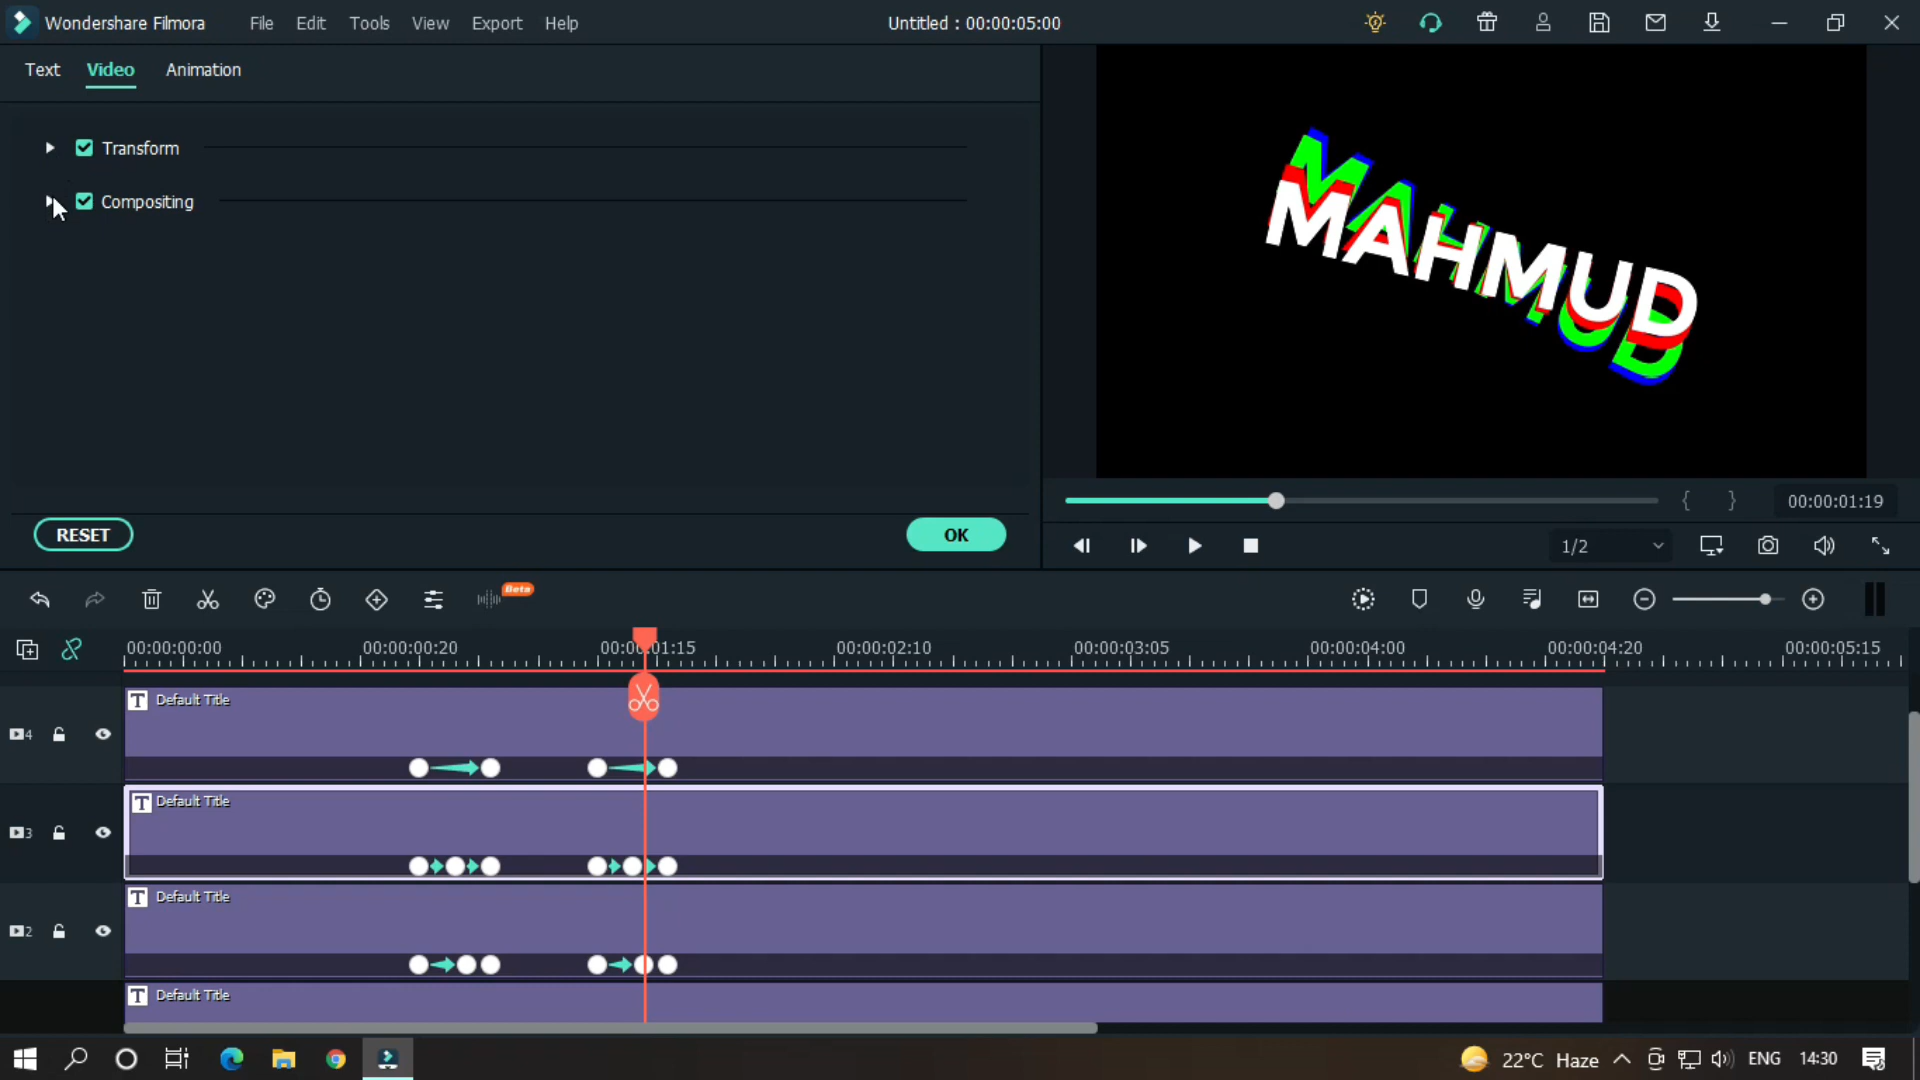 Wondershare Filmora File Edit Tools View Export Help Untitled : 00:00:05:00
Text Video Animation
Transform
Compositing
MAHMUD
RESET OK
00:00:01:19
1/2
Beta
00:00:00:00 00:00:00:20 00:00:01:15 00:00:02:10 00:00:03:05 00:00:04:00 00:00:04:20 00:00:05:15
T Default Title
4
T Default Title
3
T Default Title
2
T Default Title
22°C Haze ENG 14:30